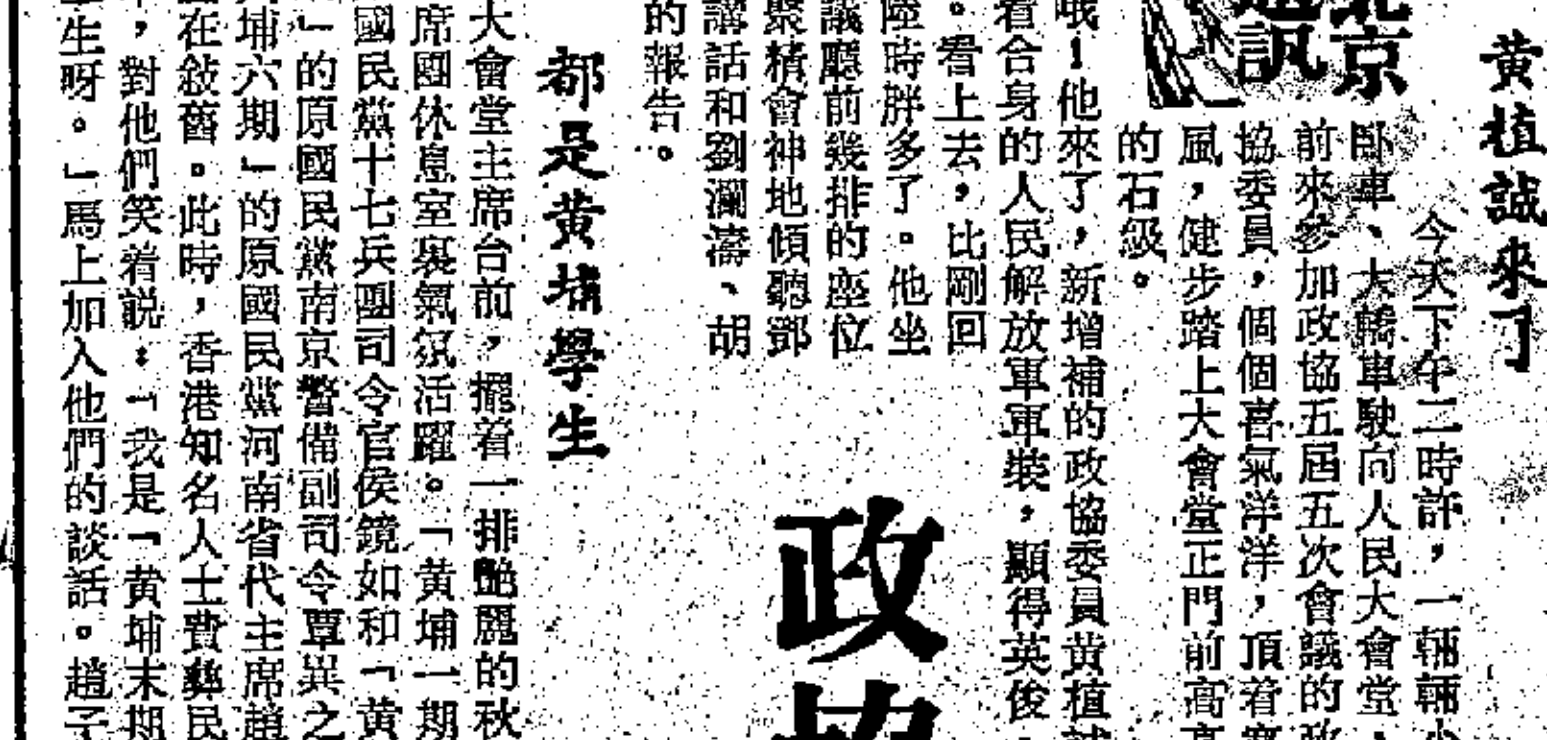 黄植誠來了
北京
通訊
今天下午二時許，一輛輛小
卧車、大轎車駛向人民大會堂，
前來參加政協五屆五次會議的政
協委員，個個喜氣洋洋，頂着寒
風，健步踏上大會堂正門前高高
的石級。
哦！他來了，新增補的政協委員黄植誠
着合身的人民解放軍軍裝，顯得英俊
。看上去，比剛回
陸時胖多了。他坐
議廳前幾排的座位
聚精會神地傾聽鄧
講話和劉瀾濤、胡
的報告。
政協
都是黄埔學生
大會堂主席台前，擺着一排艷麗的秋
席團休息室裏氣氛活躍。「黄埔一期
國民黨十七兵團司令官侯鏡如和「黄
」的原國民黨南京警備副司令覃異之
埔六期」的原國民黨河南省代主席趙
在敍舊。此時，香港知名人士費彝民
，對他們笑着説：「我是「黄埔末期
生呀。」馬上加入他們的談話。趙子